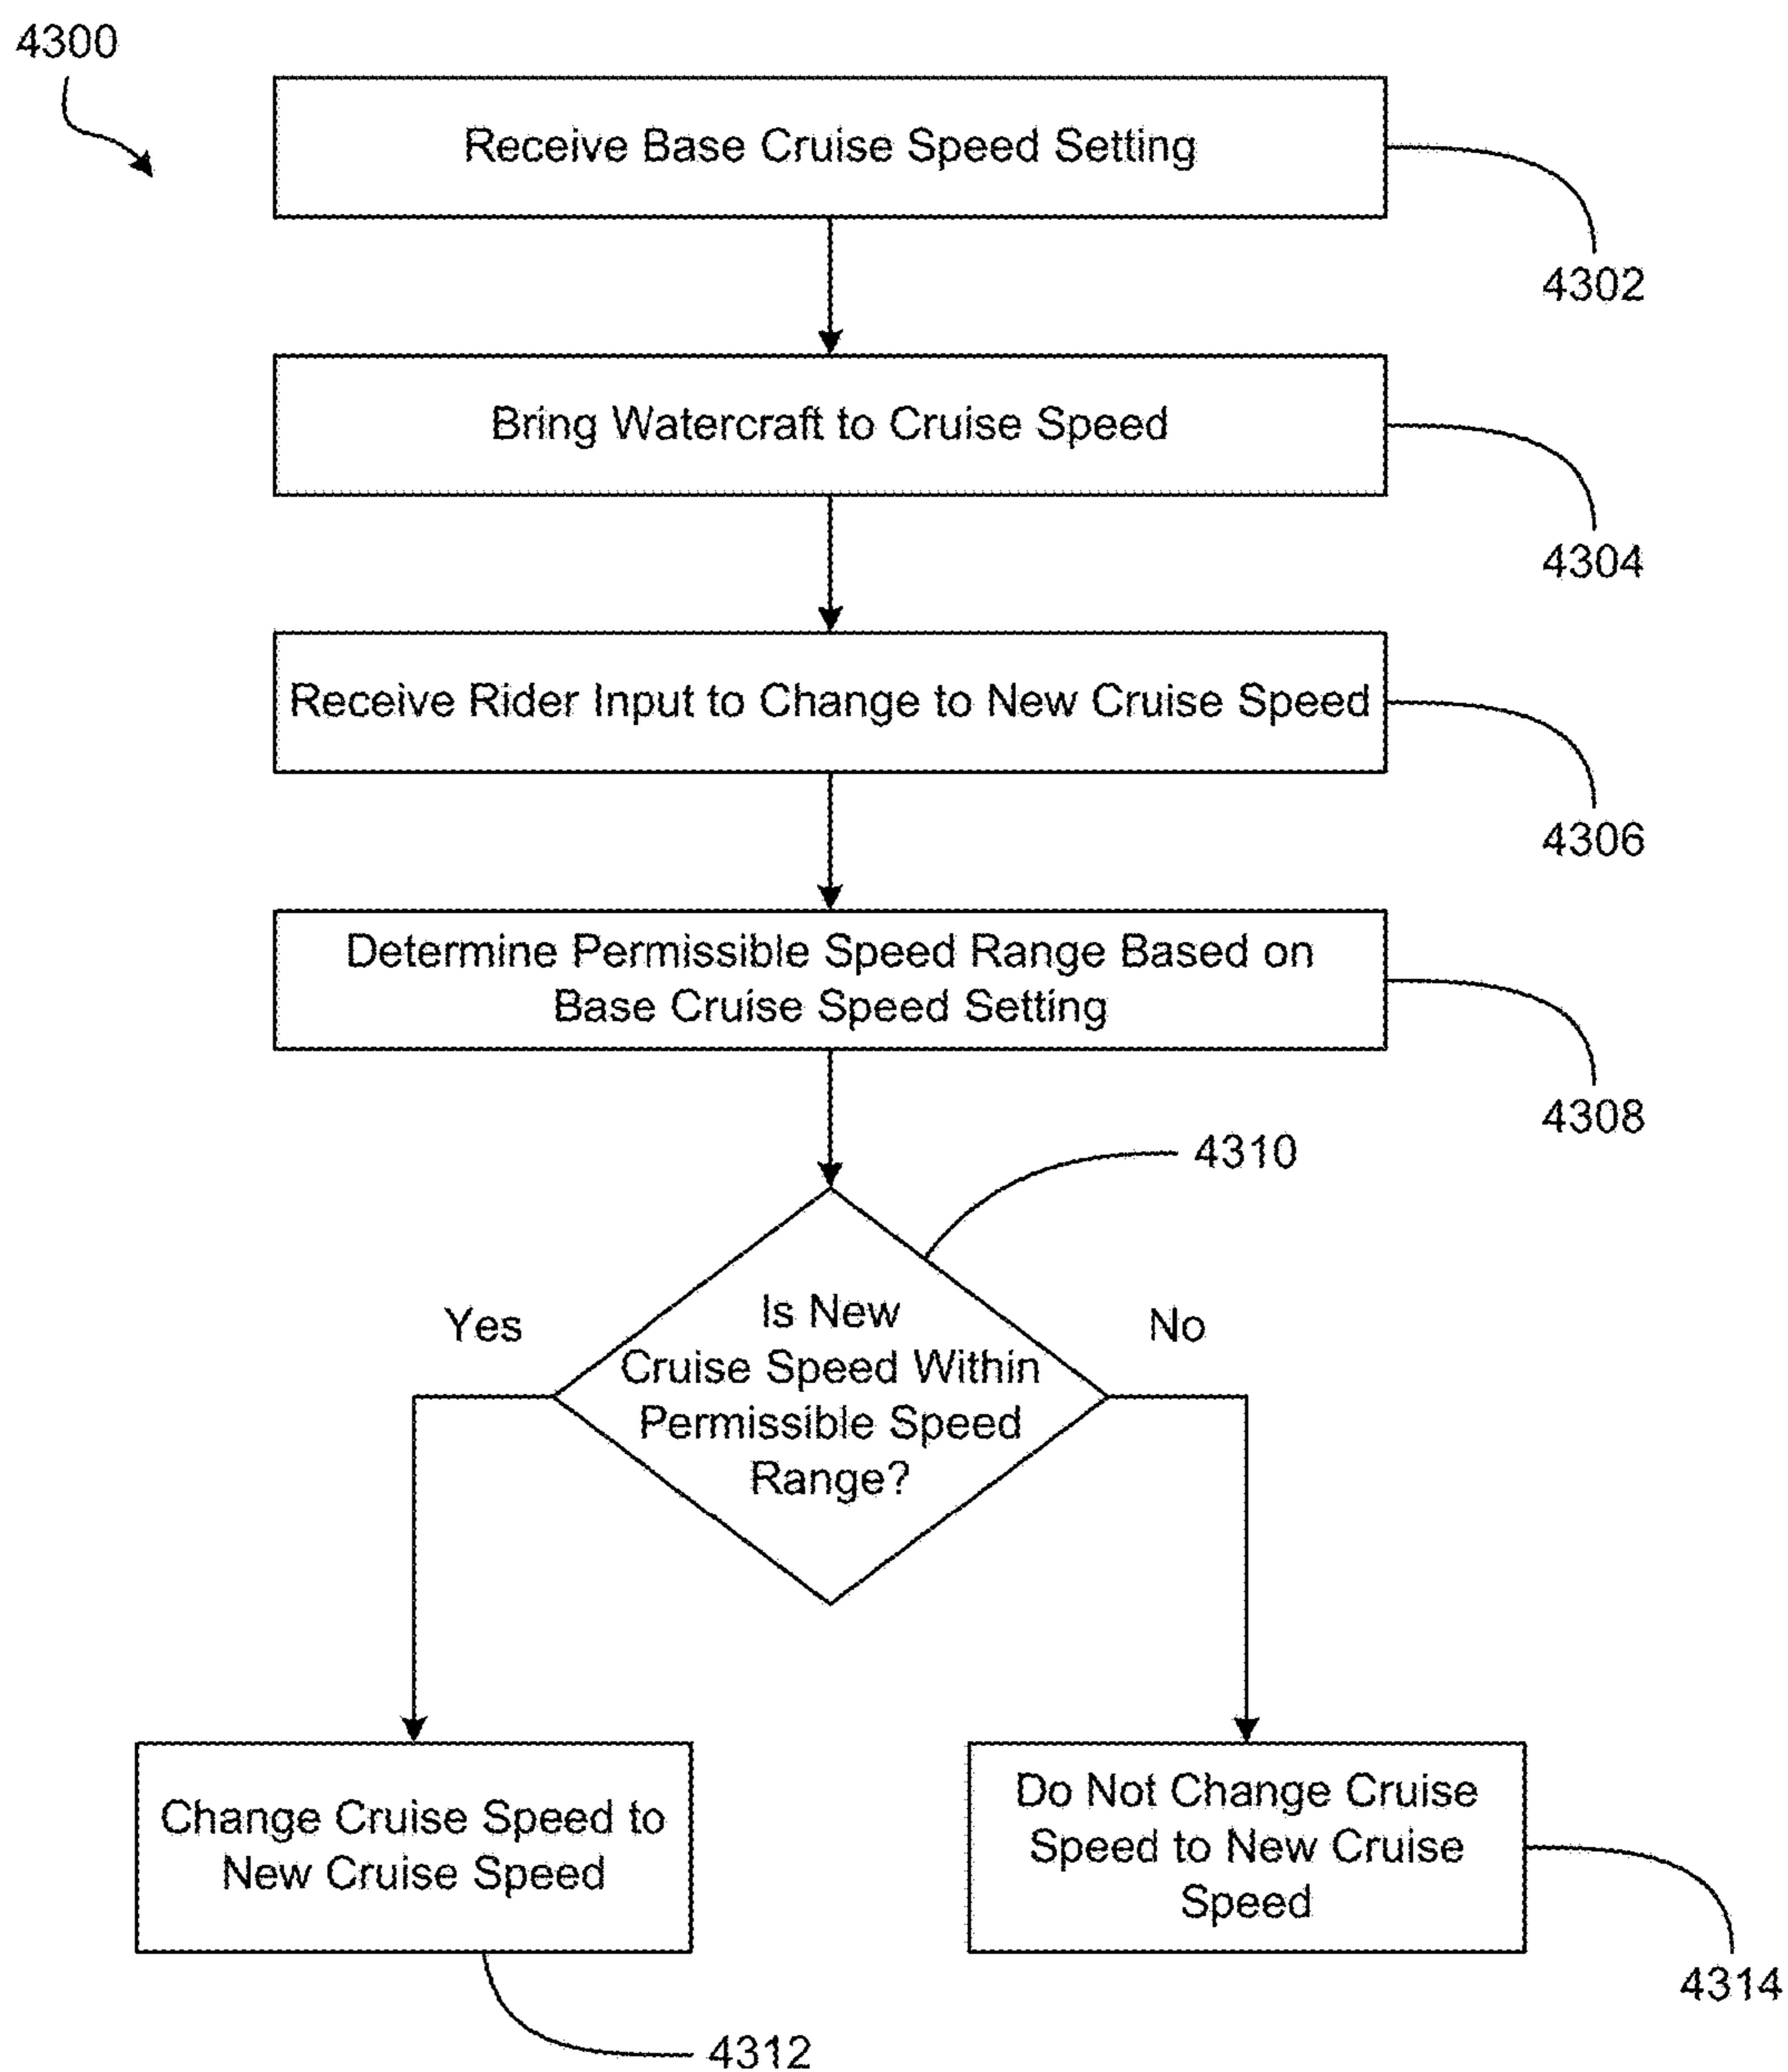 4300
Receive Base Cruise Speed Setting
4302
Bring Watercraft to Cruise Speed
4304
Receive Rider Input to Change to New Cruise Speed
4306
Determine Permissible Speed Range Based on
Base Cruise Speed Setting
4308
4310
Yes
Is New
Cruise Speed Within
Permissible Speed
Range?
No
Change Cruise Speed to
New Cruise Speed
4312
Do Not Change Cruise
Speed to New Cruise
Speed
4314